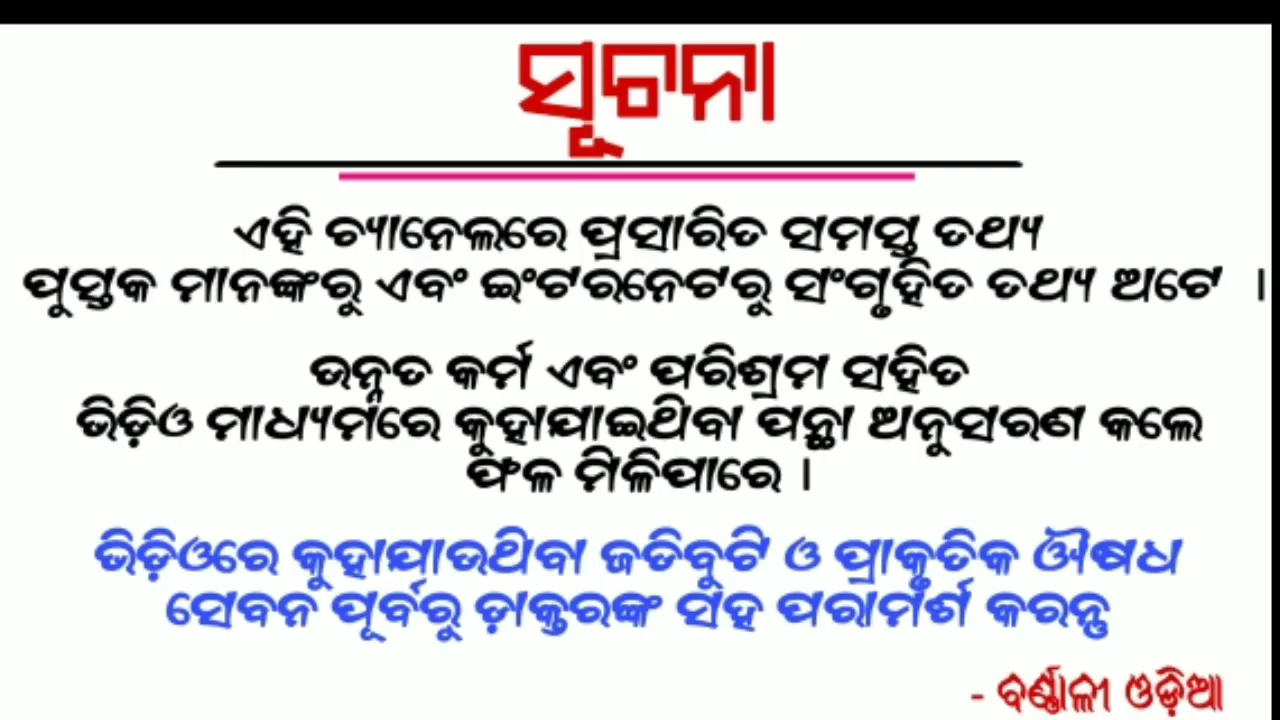 ସୂଚନା
ଏହି ଚ୍ୟାନେଲରେ ପ୍ରସାରିତ ସମସ୍ତ ତଥ୍ୟ
ପୁସ୍ତକ ମାନଙ୍କରୁ ଏବଂ ଇଂଟରନେଟରୁ ସଂଗୃହିତ ତଥ୍ୟ ଅଟେ ।
ଉନ୍ନତ କର୍ମ ଏବଂ ପରିଶ୍ରମ ସହିତ
ଭିଡ଼ିଓ ମାଧ୍ୟମରେ କୁହାଯାଇଥିବା ପନ୍ଥା ଅନୁସରଣ କଲେ
ଫଳ ମିଳିପାରେ ।
ଭିଡ଼ିଓରେ କୁହାଯାଉଥିବା ଜଡିବୁଟି ଓ ପ୍ରାକୃତିକ ଔଷଧ
ସେବନ ପୂର୍ବରୁ ଡ଼ାକ୍ତରଙ୍କ ସହ ପରାମର୍ଶ କରନ୍ତୁ
- ବର୍ଣ୍ଣାଳୀ ଓଡ଼ିଆ